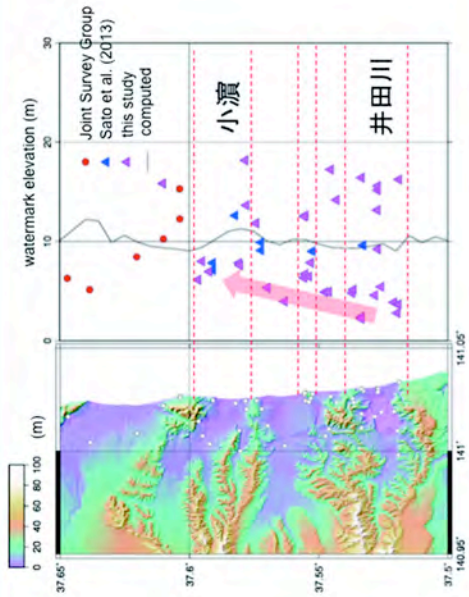 watermark elevation (m)
0
10
20
30
Joint Survey Group
Sato et al. (2013)
this study
computed
小濱
井田川
(m)
0 20 40 60 80 100
37.65
37.6
37.55
37.5
140.95°
141°
141.05°